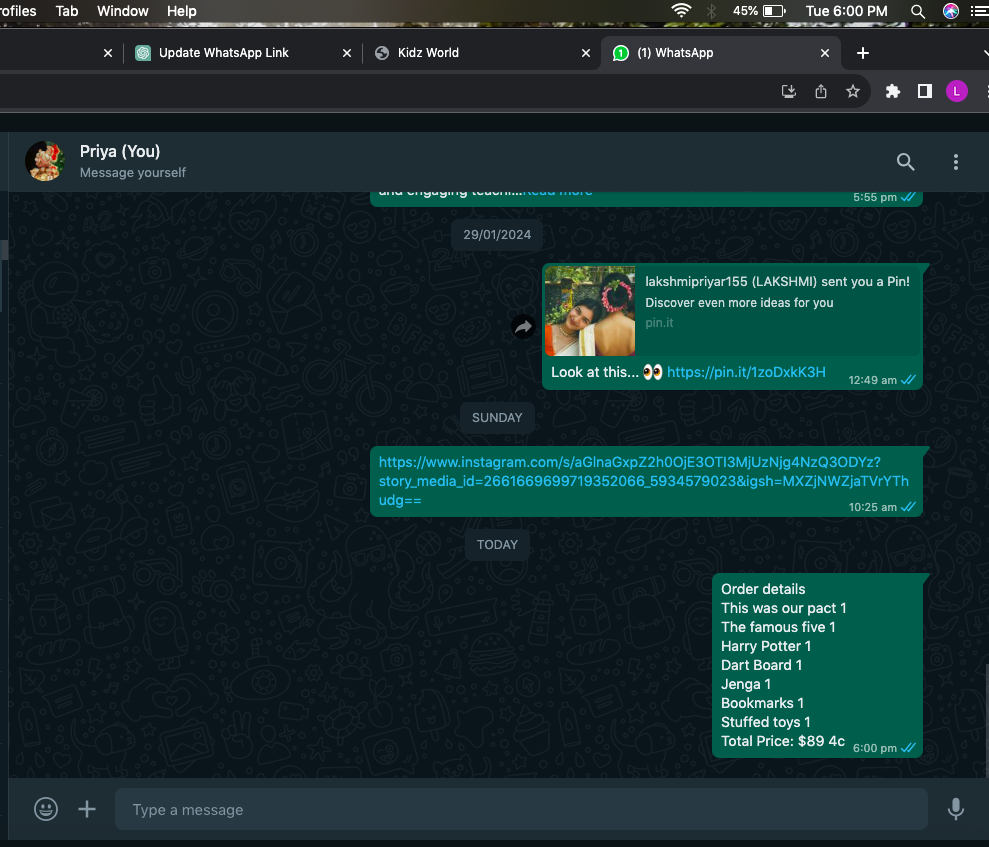 ofiles Tab Window Help 45% Tue 6:00 PM
Update WhatsApp Link Kidz World 1 (1) WhatsApp
L
Priya (You)
Message yourself
and engaging teachi...Read more
5:55 pm
29/01/2024
lakshmipriyar155 (LAKSHMI) sent you a Pin!
Discover even more ideas for you
pin.it
Look at this... 👀 https://pin.it/1zoDxkK3H
12:49 am
SUNDAY
https://www.instagram.com/s/aGlnaGxpZ2h0OjE3OTI3MjUzNjg4NzQ3ODYz?
story_media_id=2661669699719352066_5934579023&igsh=MXZjNWZjaTVrYTh
udg==
10:25 am
TODAY
Order details
This was our pact 1
The famous five 1
Harry Potter 1
Dart Board 1
Jenga 1
Bookmarks 1
Stuffed toys 1
Total Price: $89 4c 6:00 pm
Type a message